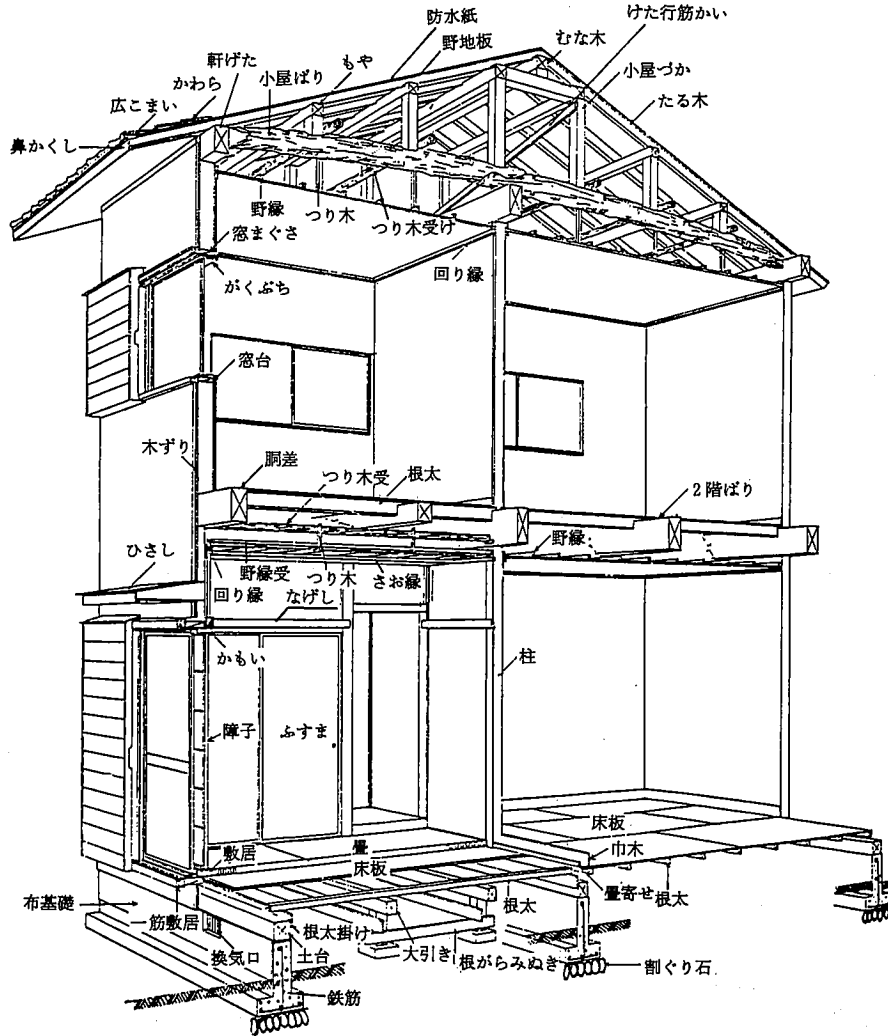 防水紙
けた行筋かい
野地板
むな木
もや
小屋づか
軒げた
小屋ばり
かわら
たる木
広こまい
鼻かくし
野縁
つり木
つり木受け
窓まぐさ
回り縁
がくぶち
窓台
木ずり
胴差
つり木受
根太
2階ばり
ひさし
野縁
野縁受
つり木
さお縁
回り縁
なげし
かもい
柱
障子
ふすま
床板
敷居
畳
巾木
床板
畳寄せ
布基礎
筋敷居
根太掛け
根太
根太
換気口
土台
大引き
根がらみぬき
割ぐり石
鉄筋